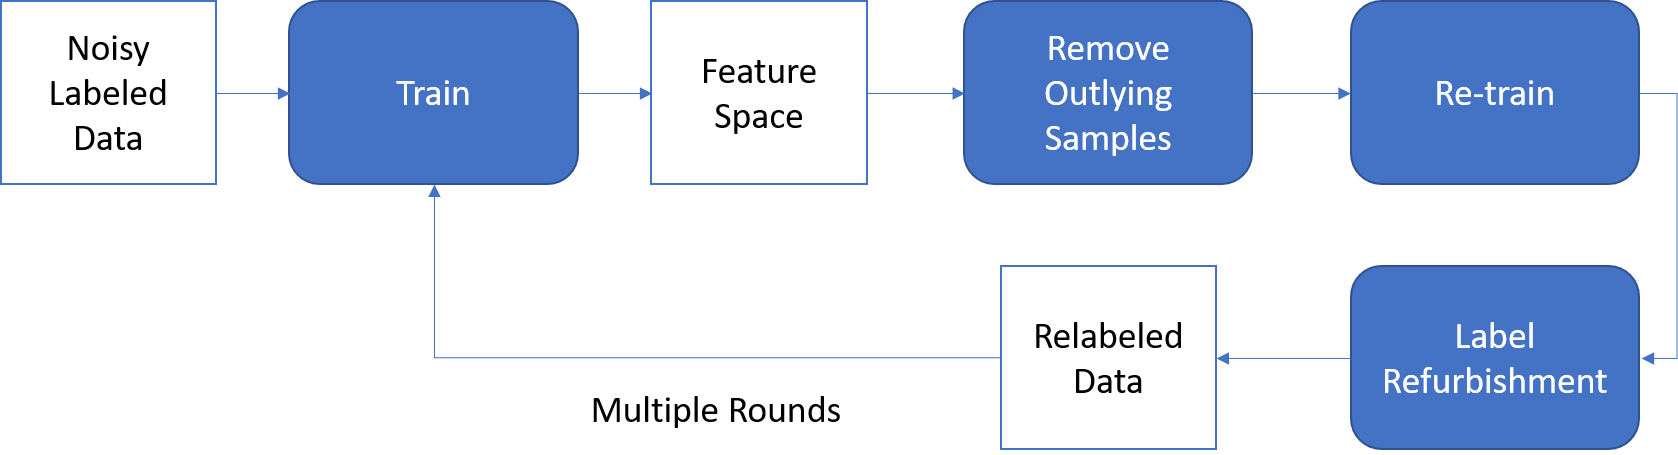 Noisy
Labeled
Data
Train
Feature
Space
Remove
Outlying
Samples
Re-train
Label
Refurbishment
Relabeled
Data
Multiple Rounds